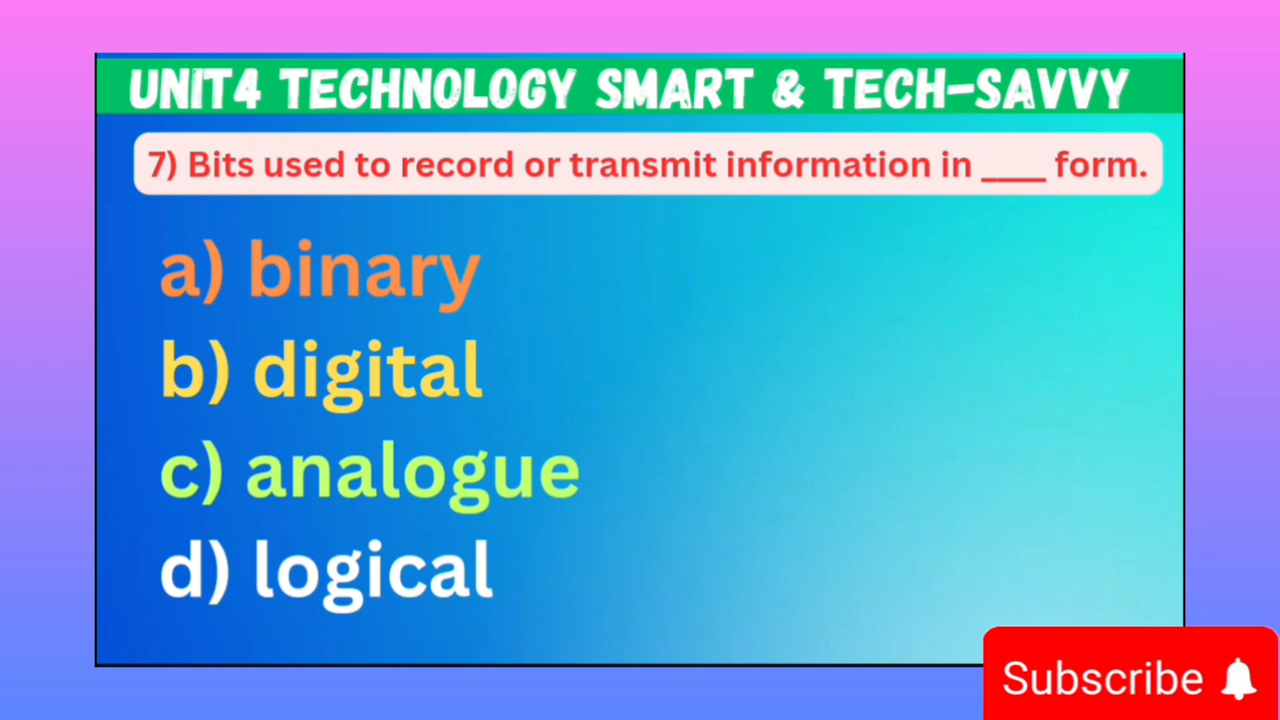 UNIT4 TECHNOLOGY SMART & TECH-SAVVY
7) Bits used to record or transmit information in ____ form.
a) binary
b) digital
c) analogue
d) logical
Subscribe